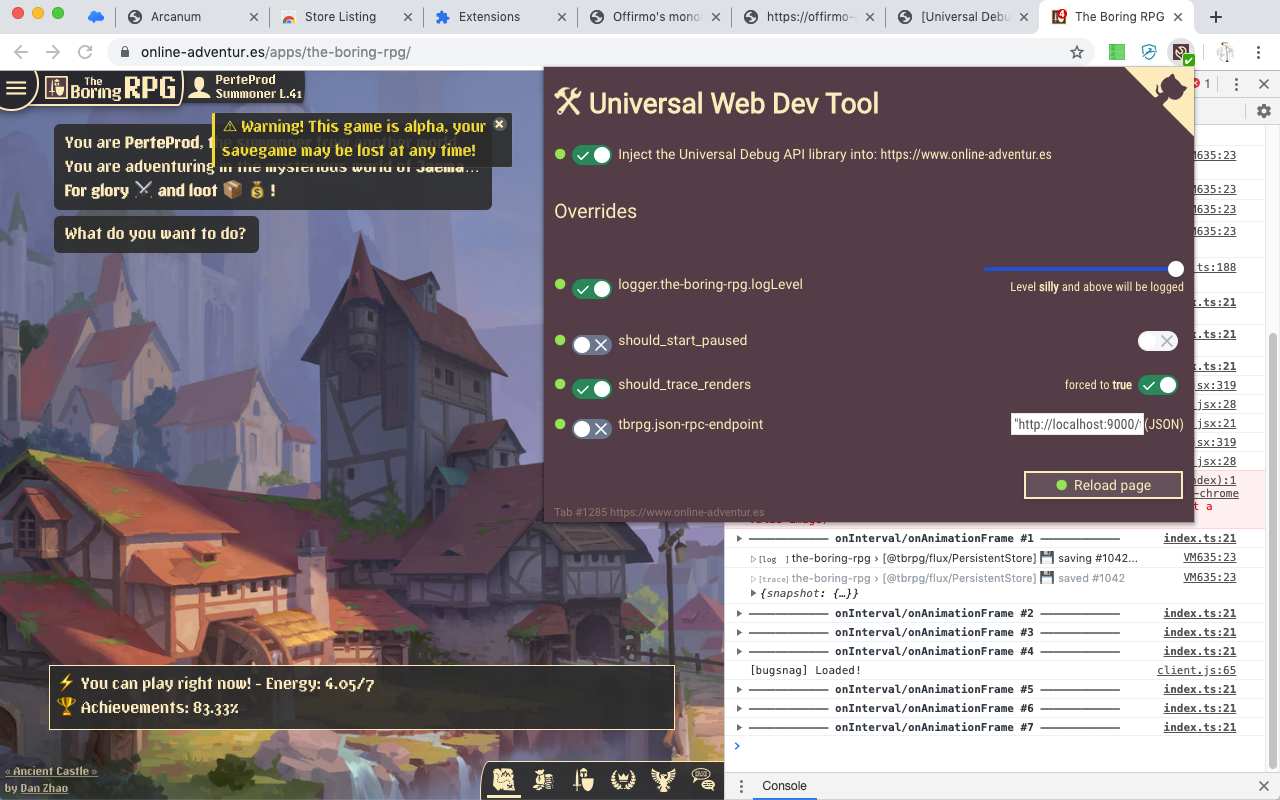 Arcanum
Store Listing
Extensions
Offirmo's mono
https://offirmo-
[Universal Debu
The Boring RPG
online-adventur.es/apps/the-boring-rpg/
The Boring RPG
PerteProd
Summoner L.41
⚠ Warning! This game is alpha, your
savegame may be lost at any time!
You are PerteProd, the
You are adventuring in the mysterious world of Jaema…
For glory ⚔️ and loot 📦 💰 !
What do you want to do?
🛠 Universal Web Dev Tool
Inject the Universal Debug API library into: https://www.online-adventur.es
Overrides
logger.the-boring-rpg.logLevel
Level silly and above will be logged
should_start_paused
should_trace_renders
forced to true
tbrpg.json-rpc-endpoint
"http://localhost:9000/
(JSON)
Reload page
Tab #1285 https://www.online-adventur.es
1
M635:23
M635:23
M635:23
M635:23
.ts:188
x.ts:21
x.ts:21
x.ts:21
jsx:319
jsx:28
jsx:21
jsx:319
jsx:28
ndex):1
-chrome
t a
valid image,
▶ ———————————— onInterval/onAnimationFrame #1 ———————————— index.ts:21
▷[log  ] the-boring-rpg › [@tbrpg/flux/PersistentStore] 💾 saving #1042… VM635:23
▷[trace] the-boring-rpg › [@tbrpg/flux/PersistentStore] 💾 saved #1042 VM635:23
▶ {snapshot: {…}}
▶ ———————————— onInterval/onAnimationFrame #2 ———————————— index.ts:21
▶ ———————————— onInterval/onAnimationFrame #3 ———————————— index.ts:21
▶ ———————————— onInterval/onAnimationFrame #4 ———————————— index.ts:21
[bugsnag] Loaded! client.js:65
▶ ———————————— onInterval/onAnimationFrame #5 ———————————— index.ts:21
▶ ———————————— onInterval/onAnimationFrame #6 ———————————— index.ts:21
▶ ———————————— onInterval/onAnimationFrame #7 ———————————— index.ts:21
Console
⚡ You can play right now! - Energy: 4.05/7
🏆 Achievements: 83.33%
« Ancient Castle »
by Dan Zhao